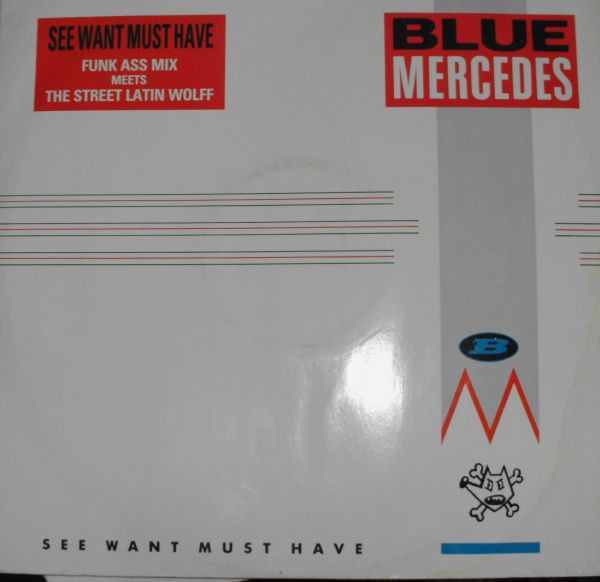 SEE WANT MUST HAVE
FUNK ASS MIX
MEETS
THE STREET LATIN WOLFF
BLUE
MERCEDES
B
M
SEE WANT MUST HAVE